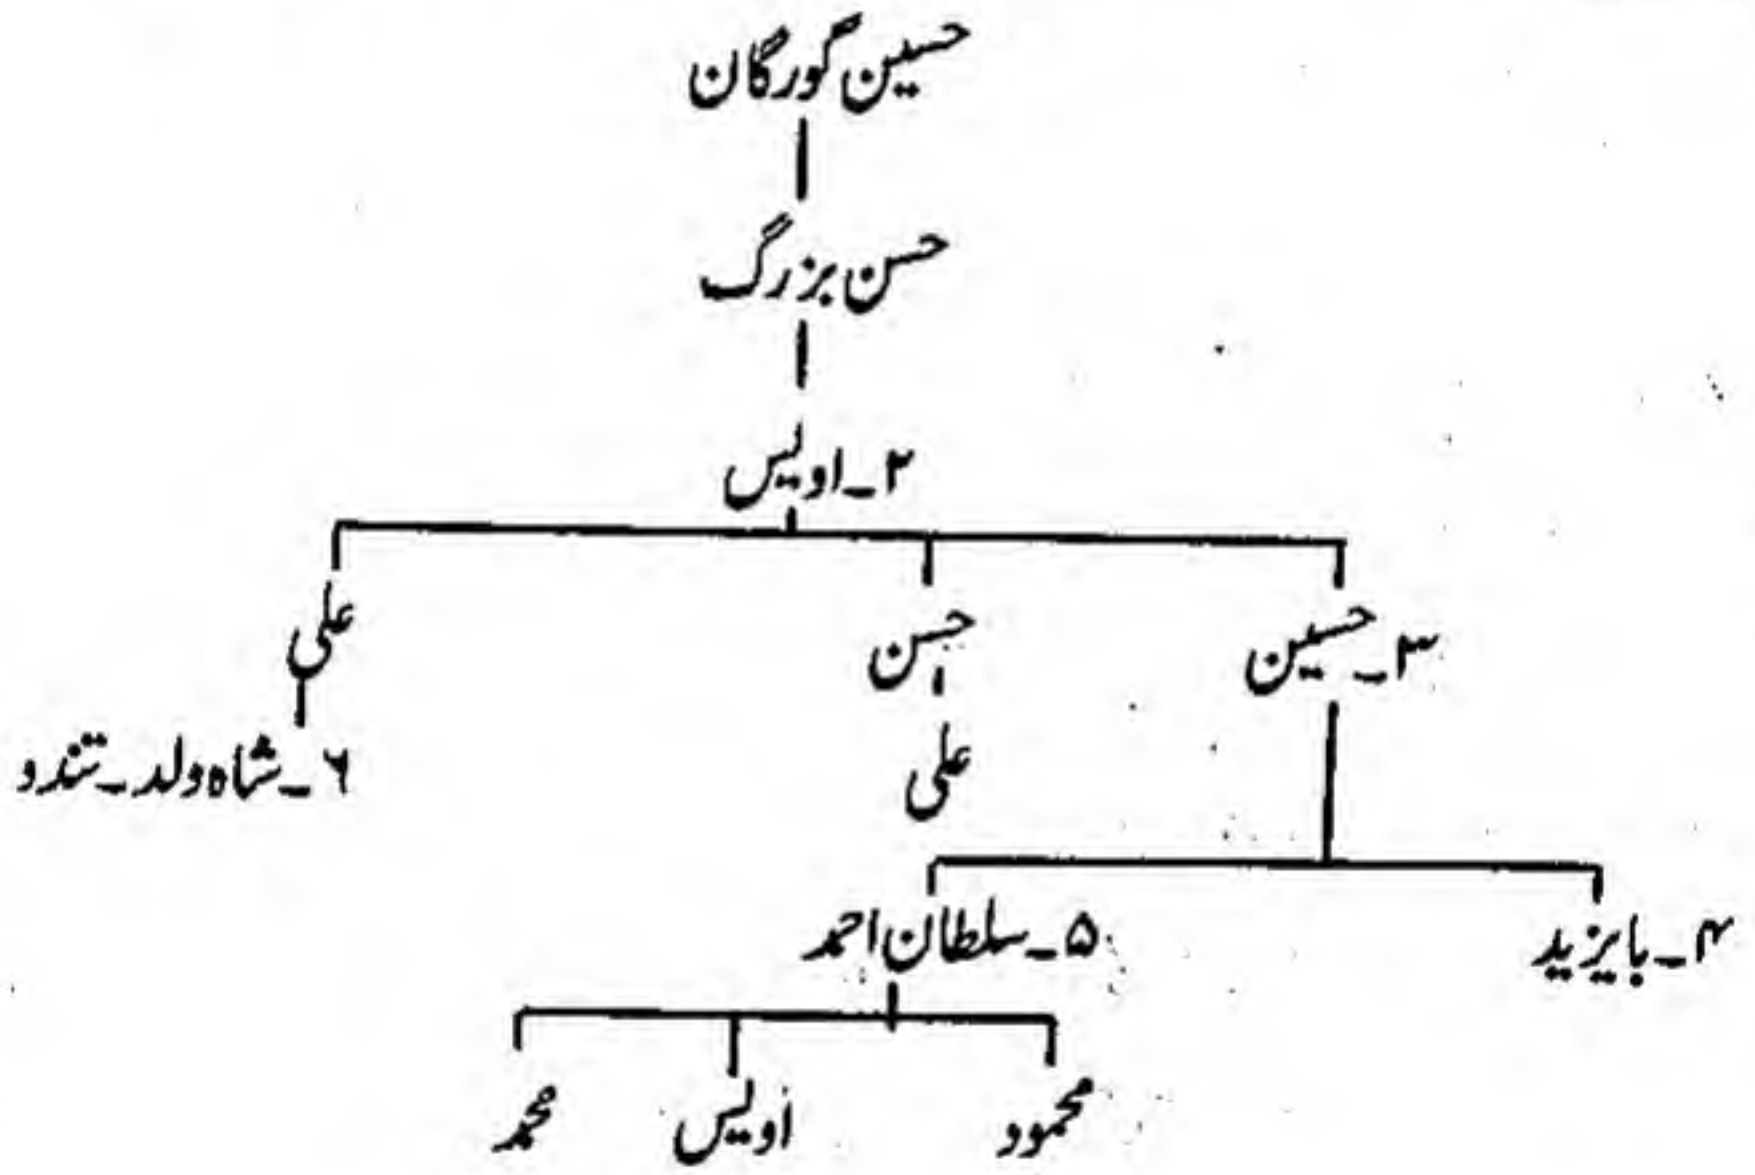 حسین گورگان
حسن بزرگ
۲۔اویس
۳۔حسین
حسن
علی
علی
۶۔شاہ ولد۔تندو
۴۔بایزید
۵۔سلطان احمد
محمود
اویس
محمد